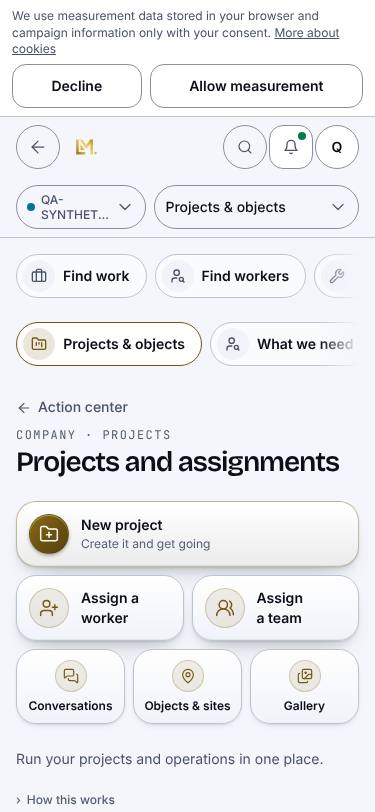 We use measurement data stored in your browser and
campaign information only with your consent. More about
cookies
Decline
Allow measurement
LM.
Q
QA-
SYNTHET...
Projects & objects
Find work
Find workers
Projects & objects
What we need
Action center
COMPANY · PROJECTS
Projects and assignments
New project
Create it and get going
Assign a
worker
Assign
a team
Conversations
Objects & sites
Gallery
Run your projects and operations in one place.
› How this works